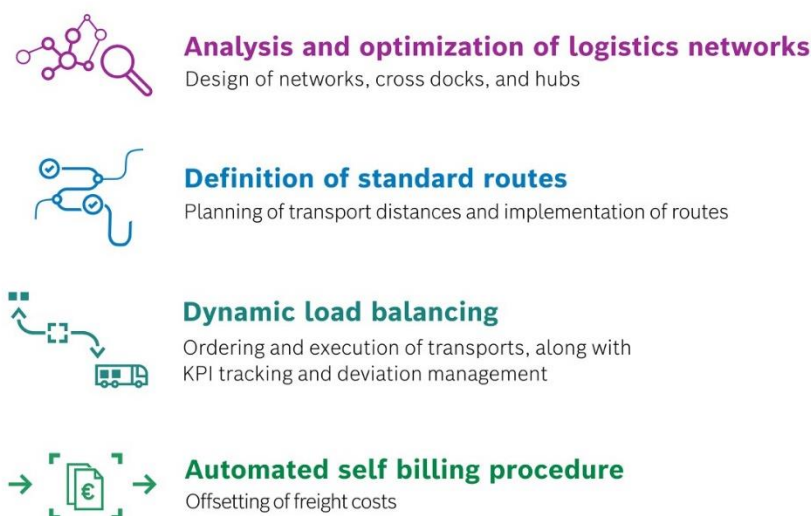 Analysis and optimization of logistics networks
Design of networks, cross docks, and hubs
Definition of standard routes
Planning of transport distances and implementation of routes
Dynamic load balancing
Ordering and execution of transports, along with
KPI tracking and deviation management
€
Automated self billing procedure
Offsetting of freight costs